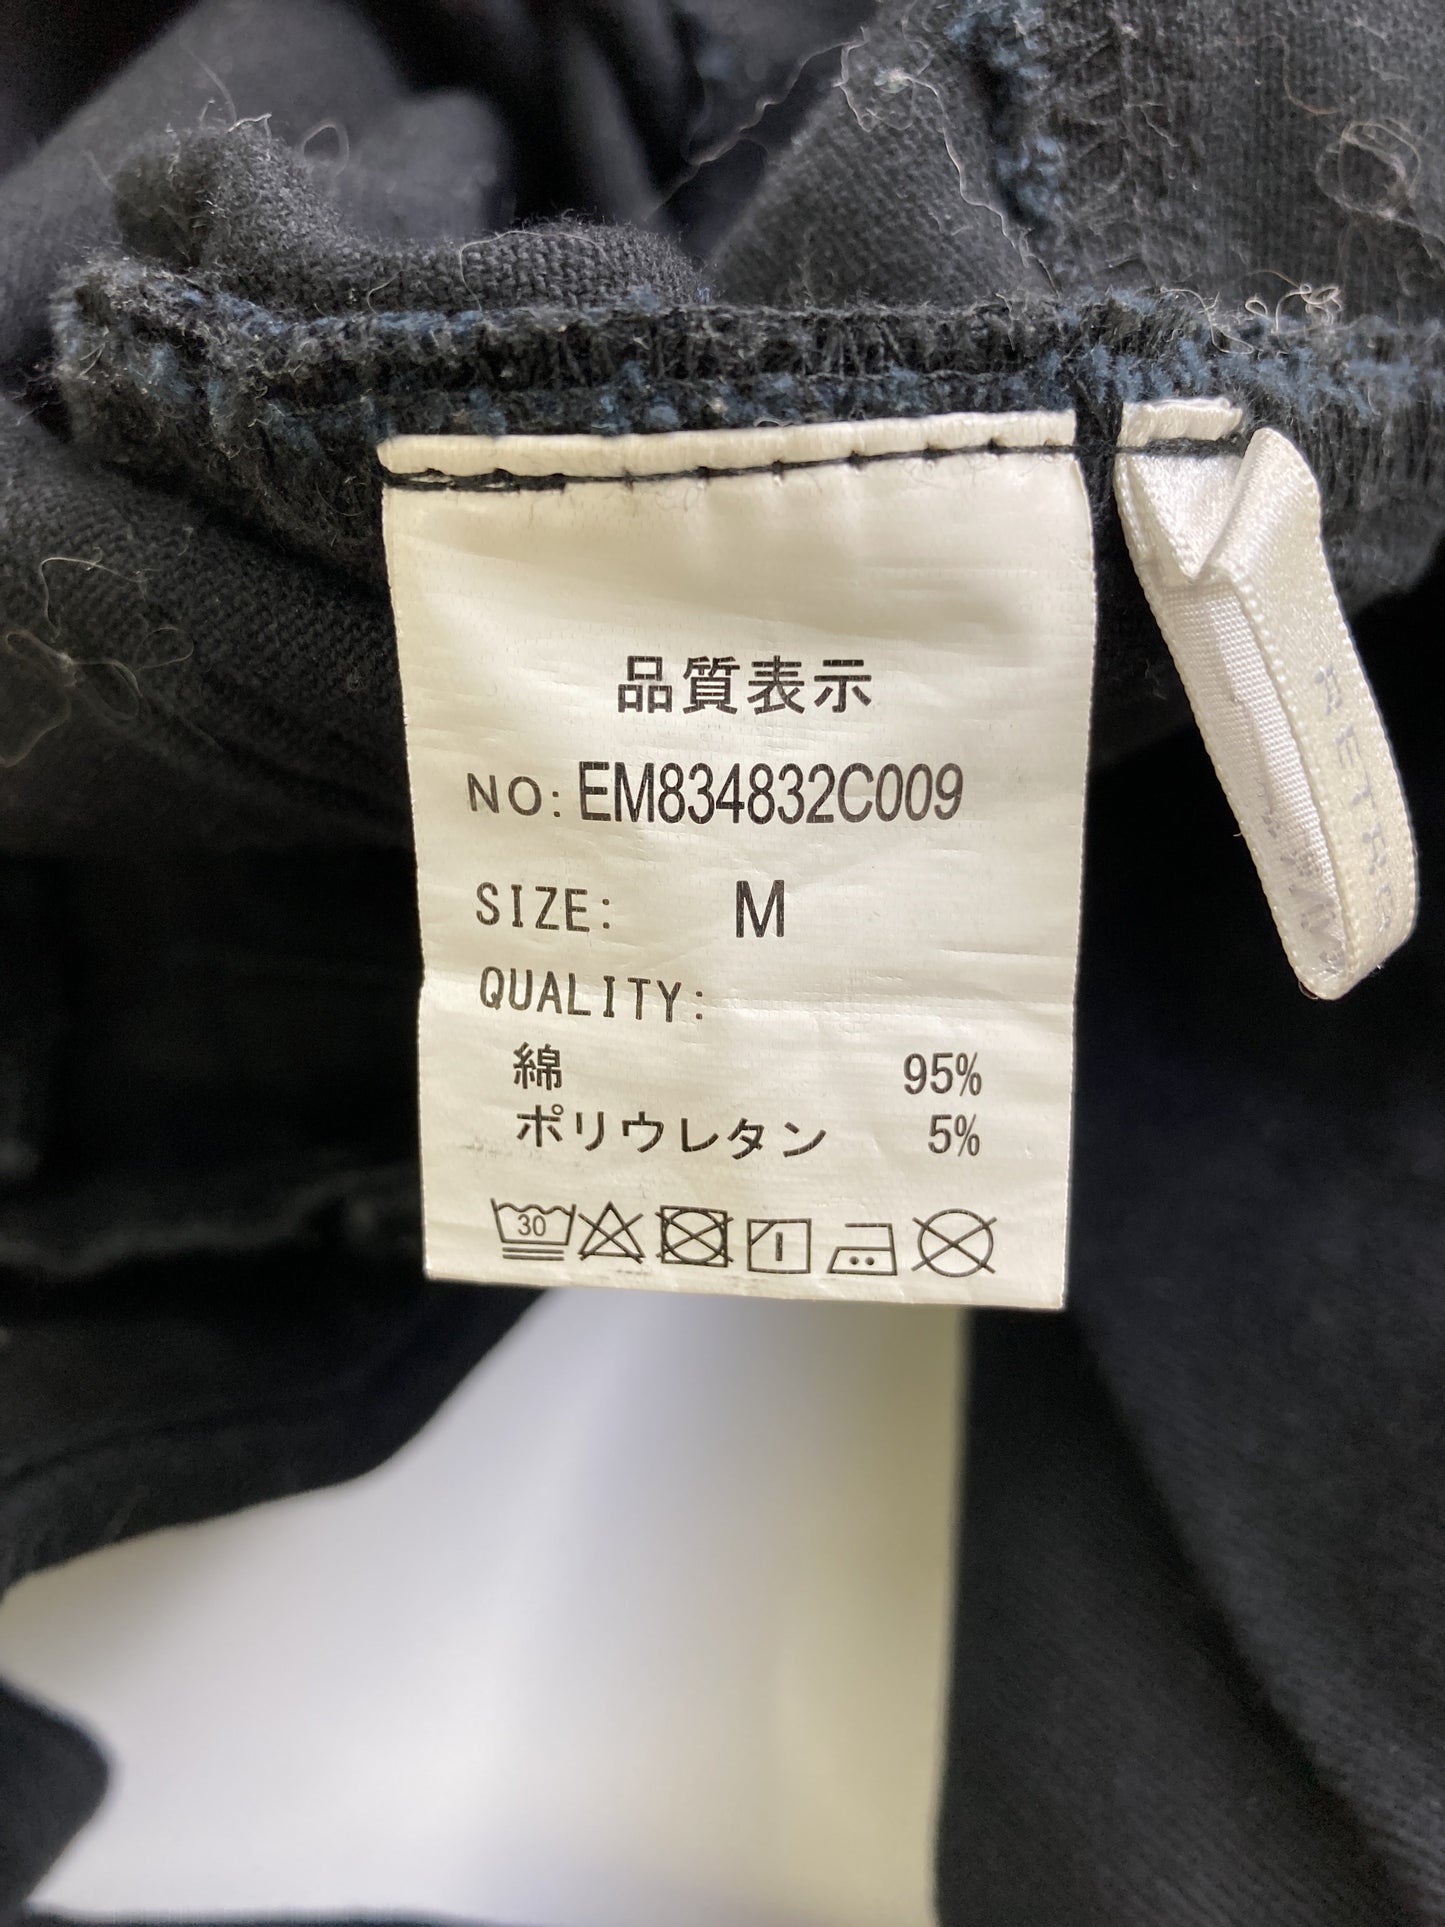 品質表示
NO: EM834832C009
SIZE: M
QUALITY:
綿 95%
ポリウレタン 5%
30